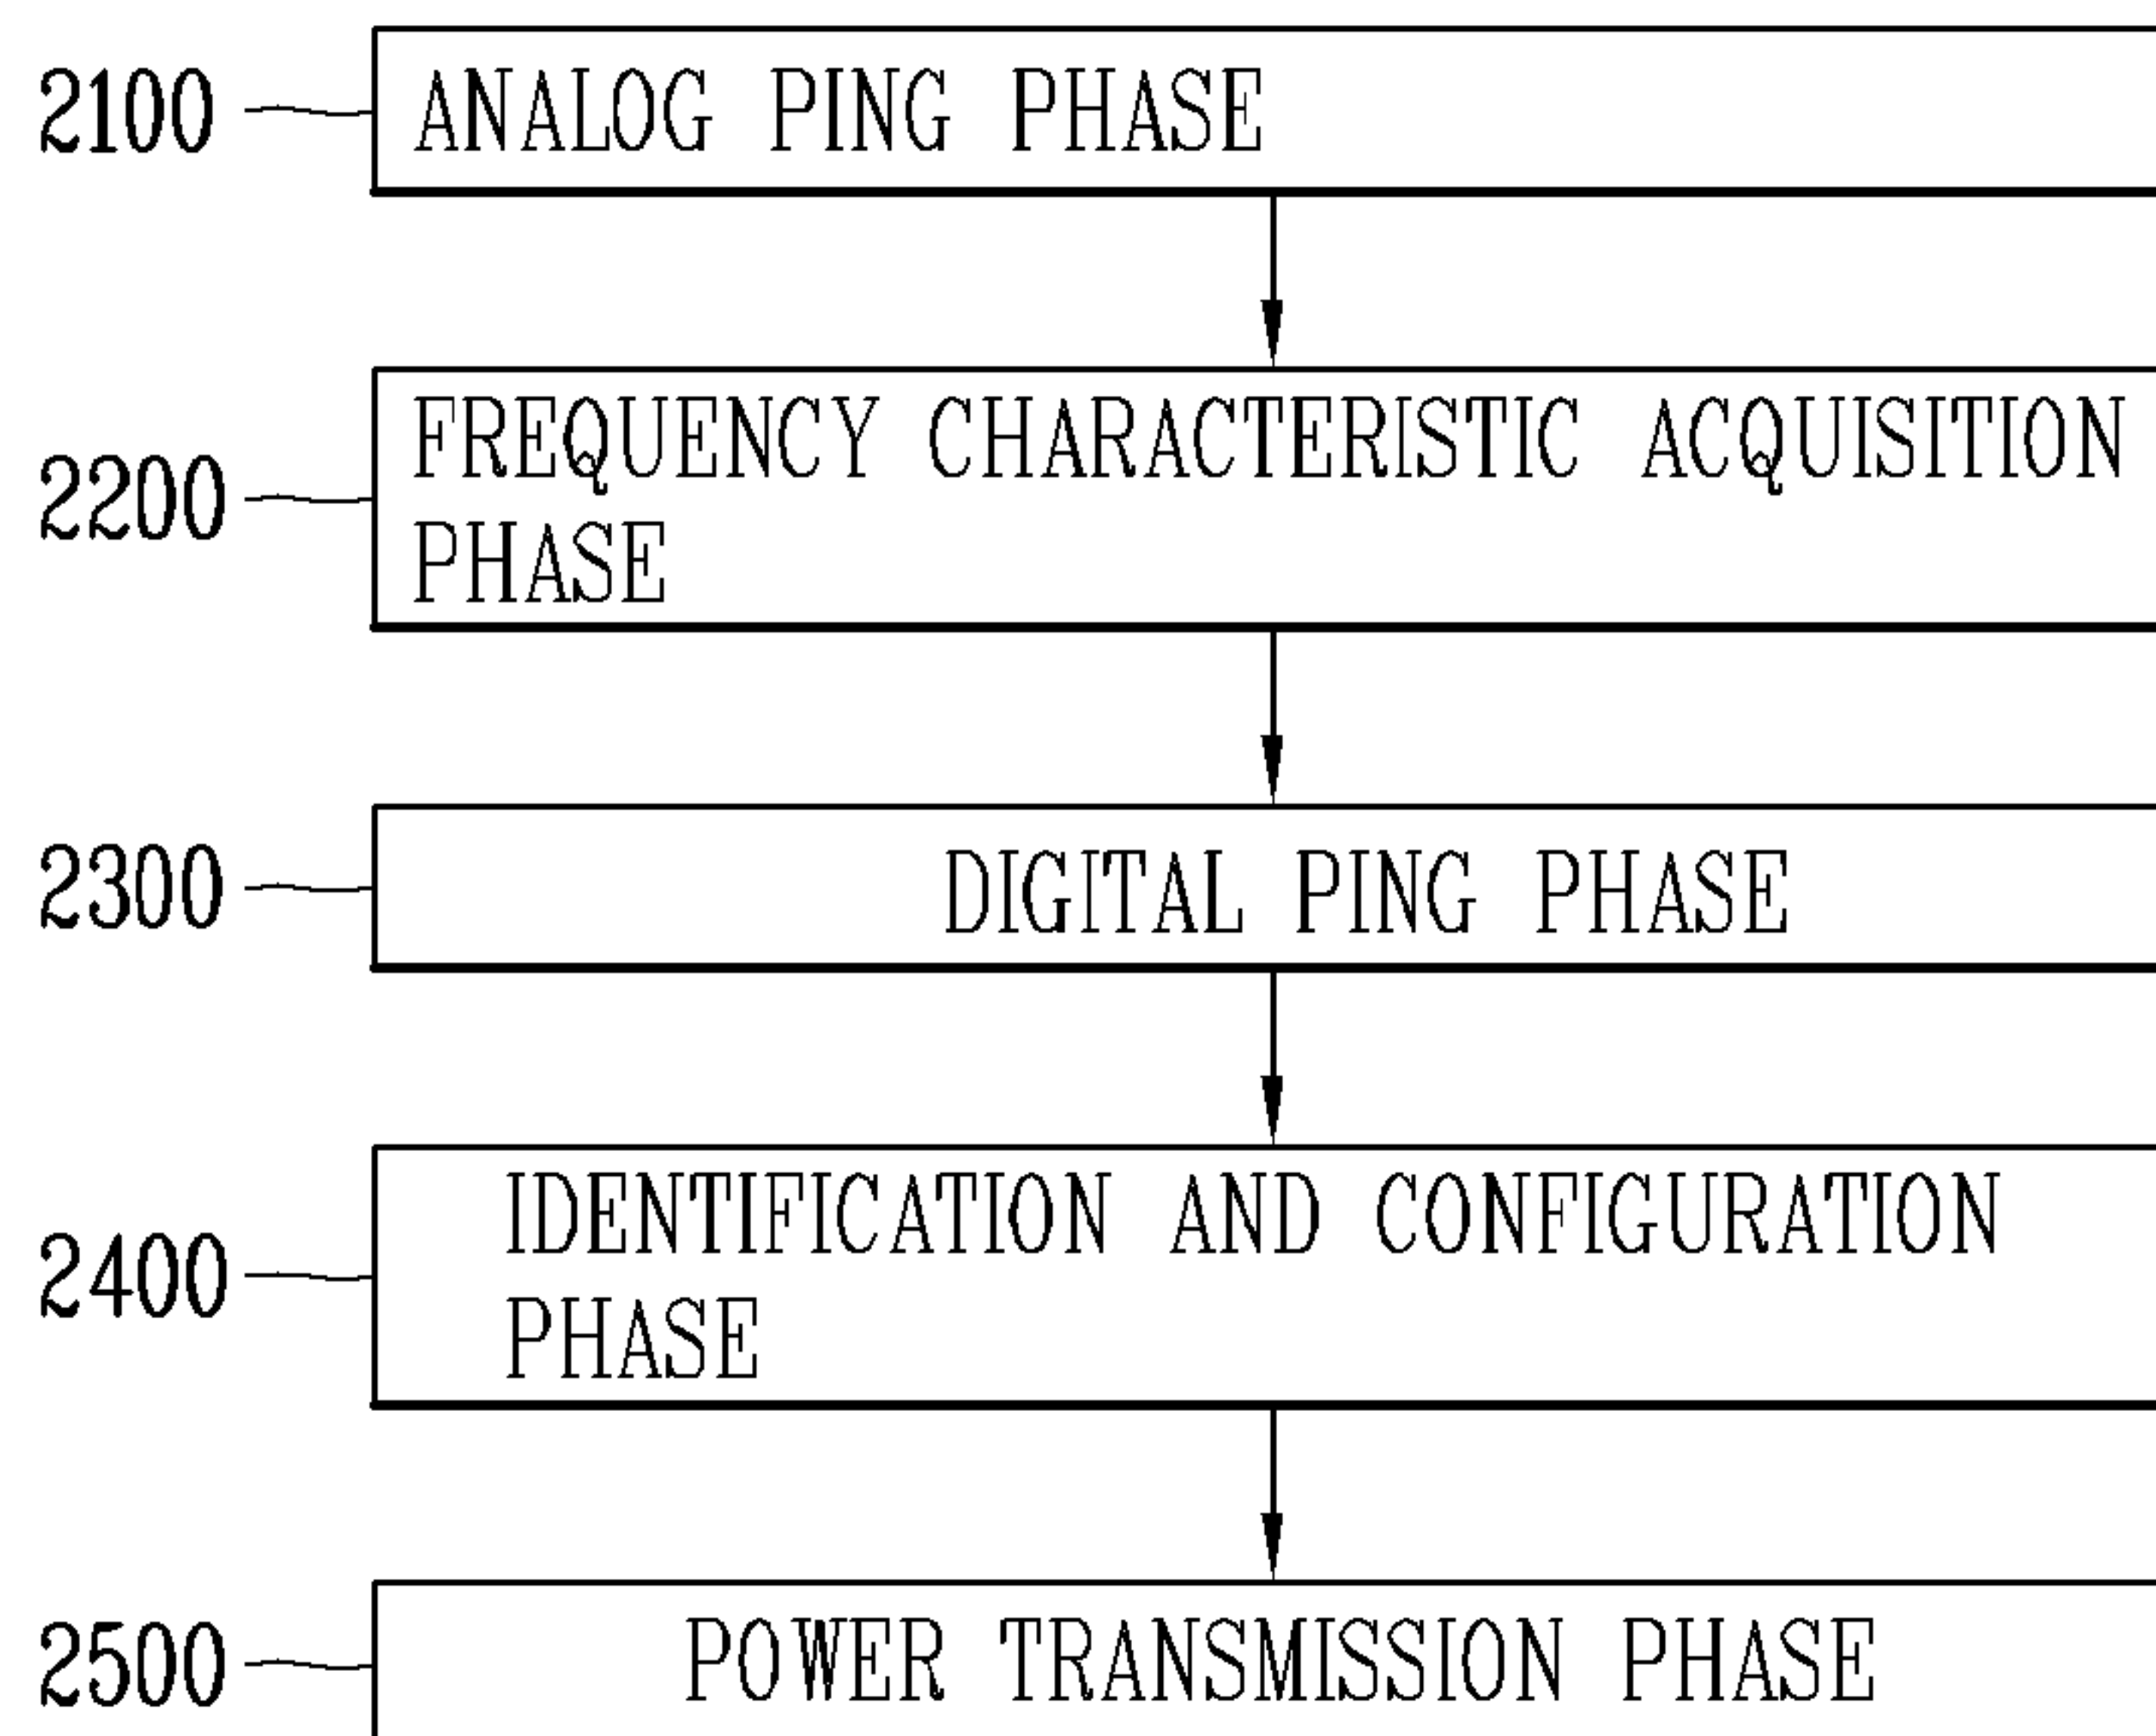 2100 ANALOG PING PHASE
2200 FREQUENCY CHARACTERISTIC ACQUISITION
PHASE
2300 DIGITAL PING PHASE
2400 IDENTIFICATION AND CONFIGURATION
PHASE
2500 POWER TRANSMISSION PHASE